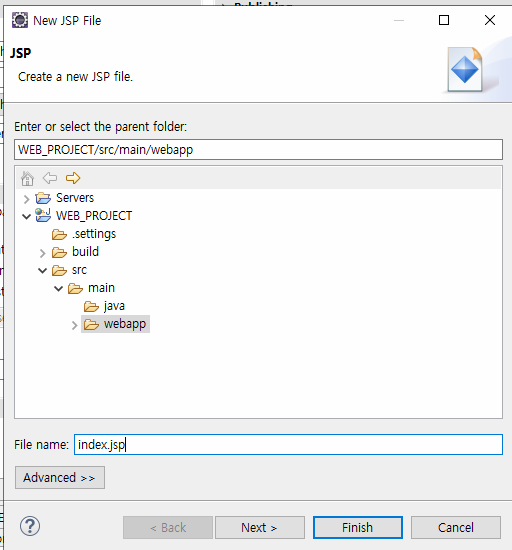 Publishing
New JSP File
JSP
Create a new JSP file.
Enter or select the parent folder:
WEB_PROJECT/src/main/webapp
Servers
WEB_PROJECT
.settings
build
src
main
java
webapp
File name: index.jsp
Advanced >>
? < Back Next > Finish Cancel